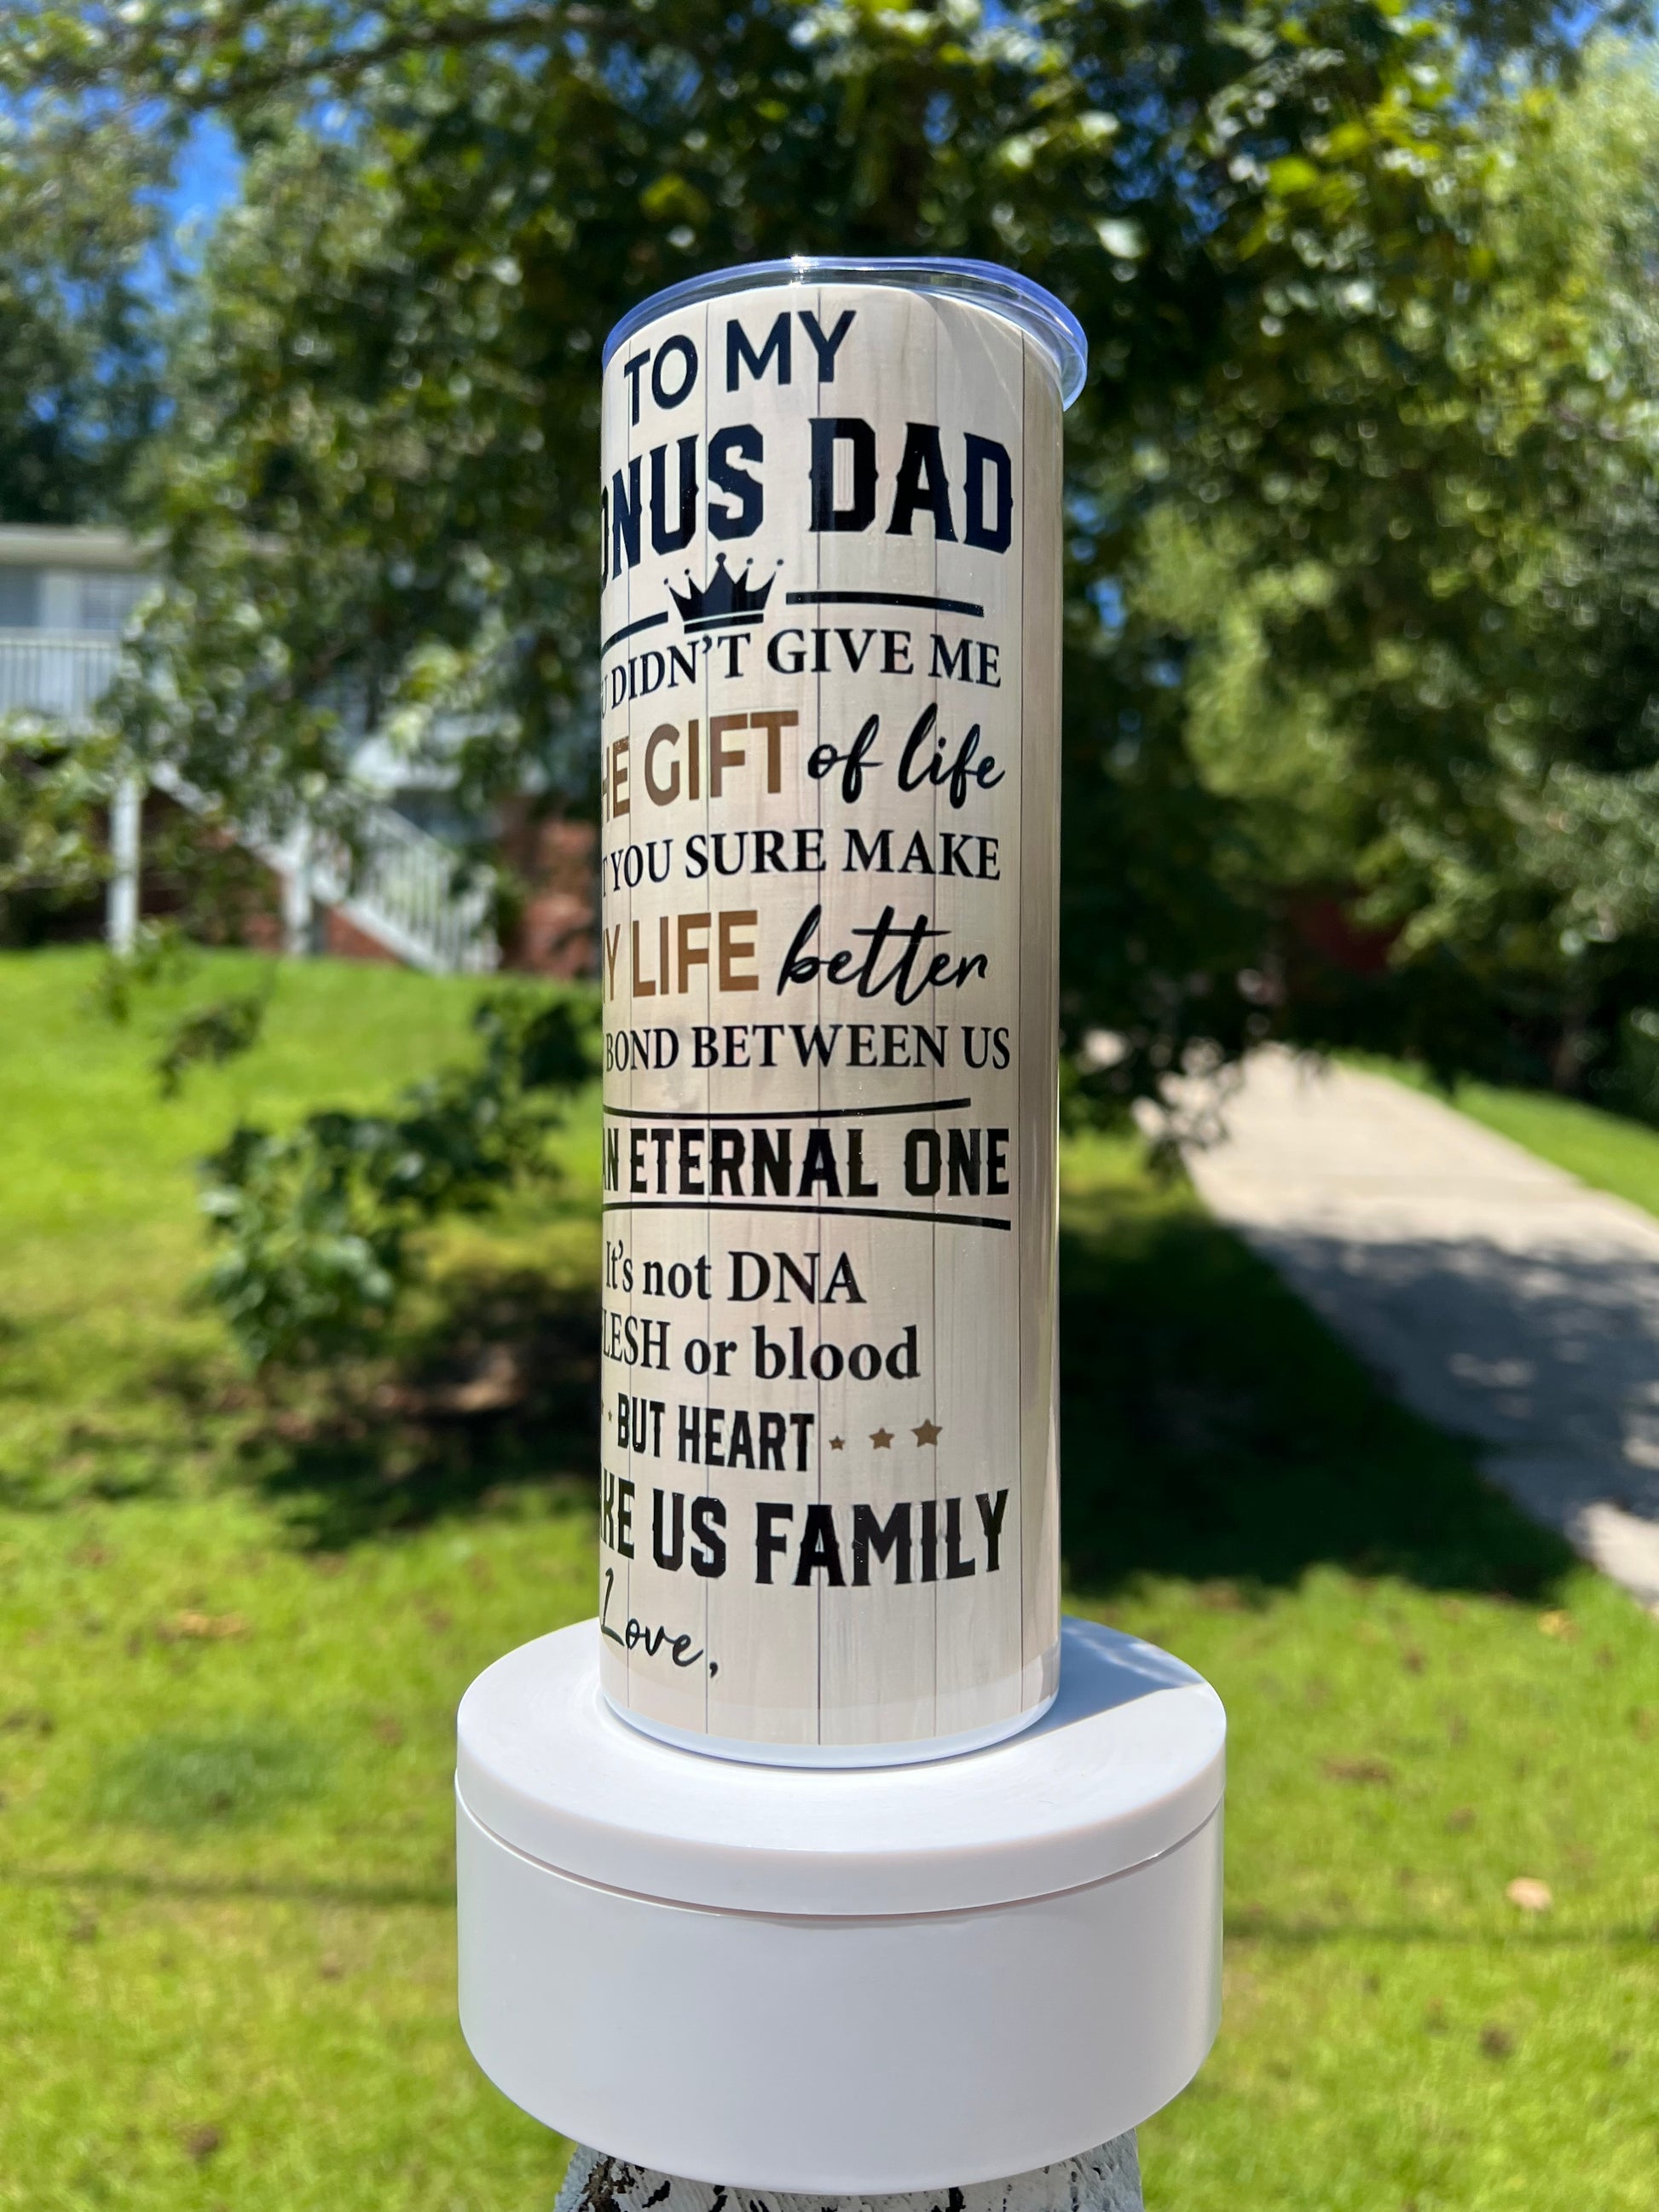 TO MY
ONUS DAD
U DIDN'T GIVE ME
HE GIFT of life
T YOU SURE MAKE
Y LIFE better
BOND BETWEEN US
AN ETERNAL ONE
It's not DNA
LESH or blood
BUT HEART
KE US FAMILY
Love,